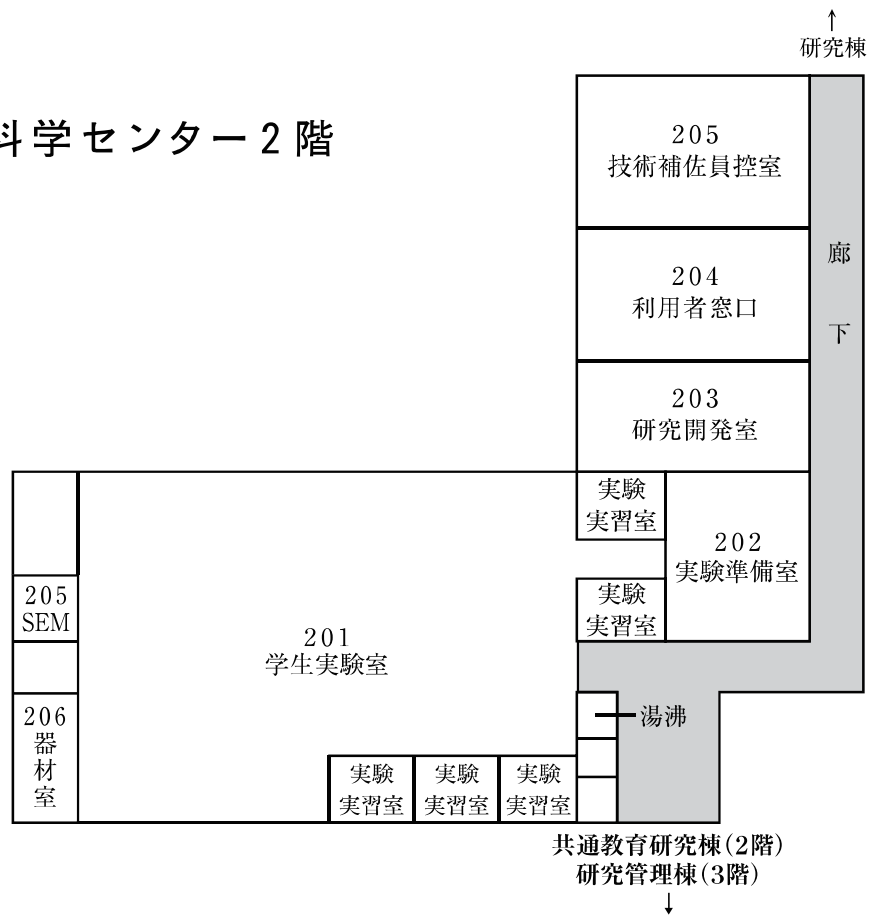 ↑
研究棟
科学センター2階
205
技術補佐員控室
204
利用者窓口
廊下
203
研究開発室
実験
実習室
202
実験準備室
実験
実習室
205
SEM
201
学生実験室
206
器材室
湯沸
実験
実習室
実験
実習室
実験
実習室
共通教育研究棟(2階)
研究管理棟(3階)
↓